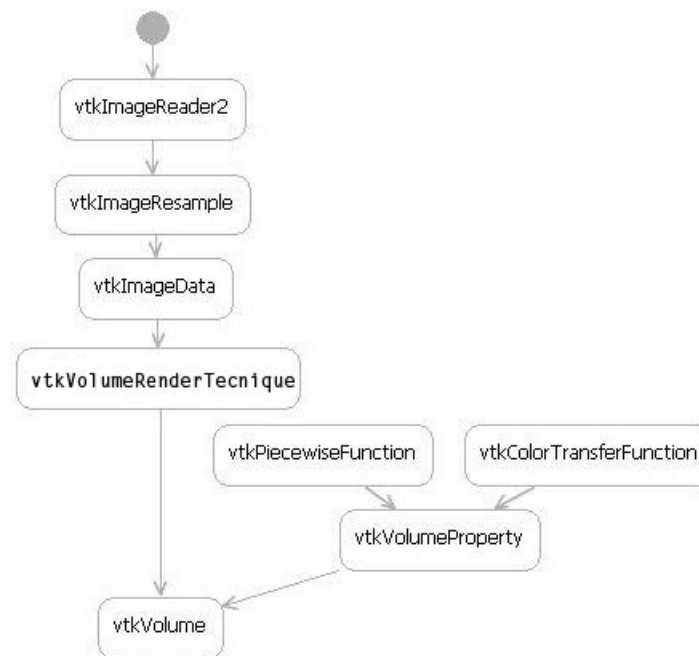 vtkImageReader2
vtkImageResample
vtkImageData
vtkVolumeRenderTecnique
vtkPiecewiseFunction
vtkColorTransferFunction
vtkVolumeProperty
vtkVolume